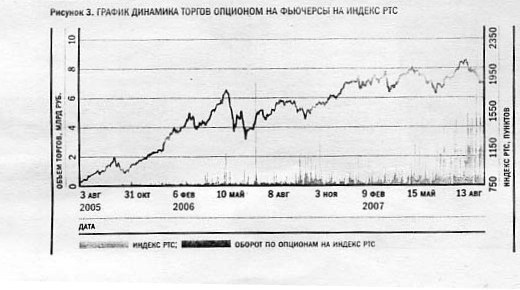 Рисунок 3. ГРАФИК ДИНАМИКА ТОРГОВ ОПЦИОНОМ НА ФЬЮЧЕРСЫ НА ИНДЕКС РТС
ОБЪЕМ ТОРГОВ, МЛРД РУБ.
10
8
6
4
2
0
2350
1950
1550
1150
750
ИНДЕКС РТС, ПУНКТОВ
3 АВГ 31 ОКТ 6 ФЕВ 10 МАЙ 8 АВГ 3 НОЯ 9 ФЕВ 15 МАЙ 13 АВГ
2005 2006 2007
ДАТА
ИНДЕКС РТС; ОБОРОТ ПО ОПЦИОНАМ НА ИНДЕКС РТС